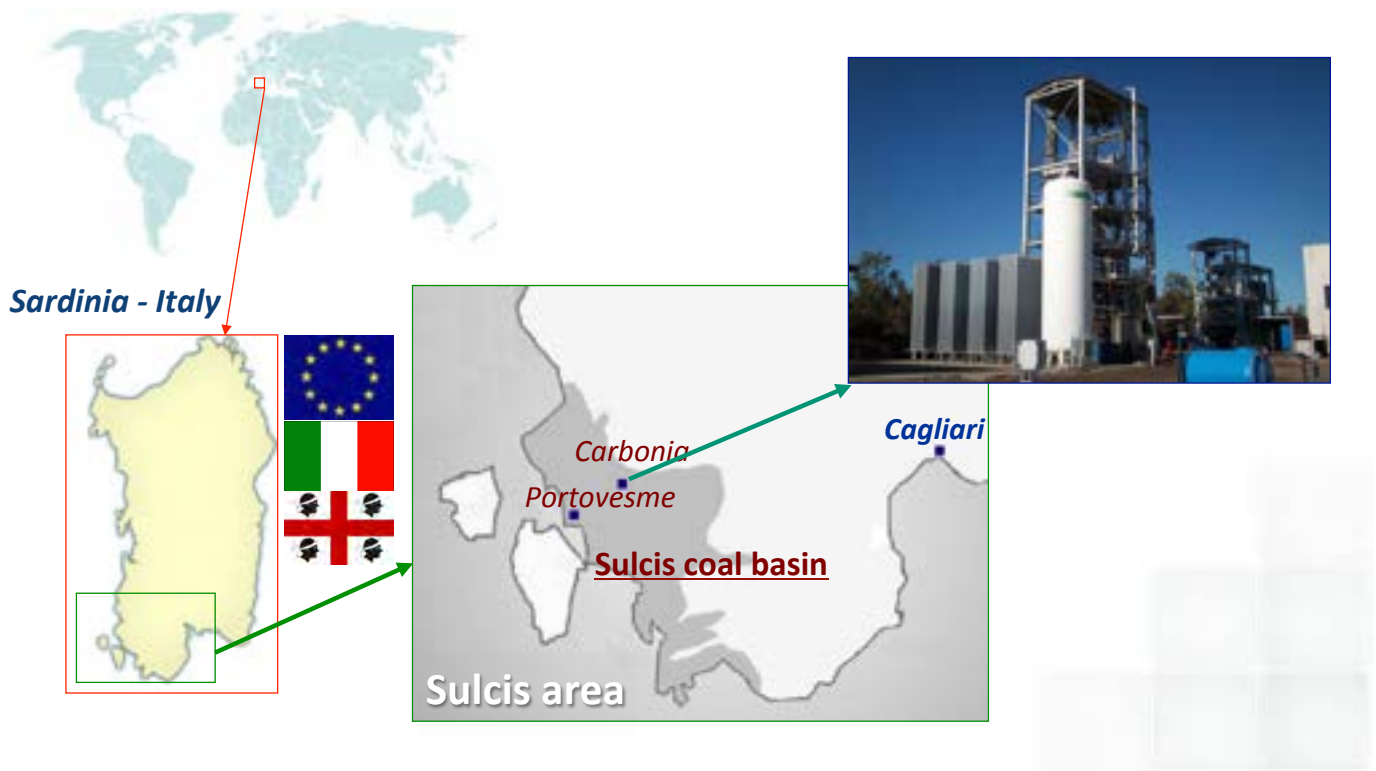 Sardinia - Italy
Cagliari
Carbonia
Portovesme
Sulcis coal basin
Sulcis area